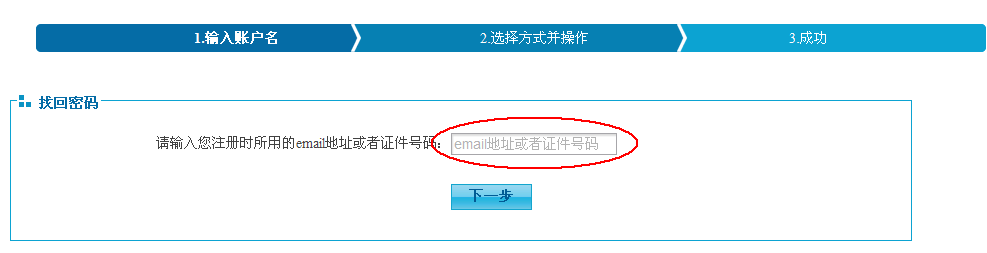 1.输入账户名
2.选择方式并操作
3.成功
找回密码
请输入您注册时所用的email地址或者证件号码： email地址或者证件号码
下一步